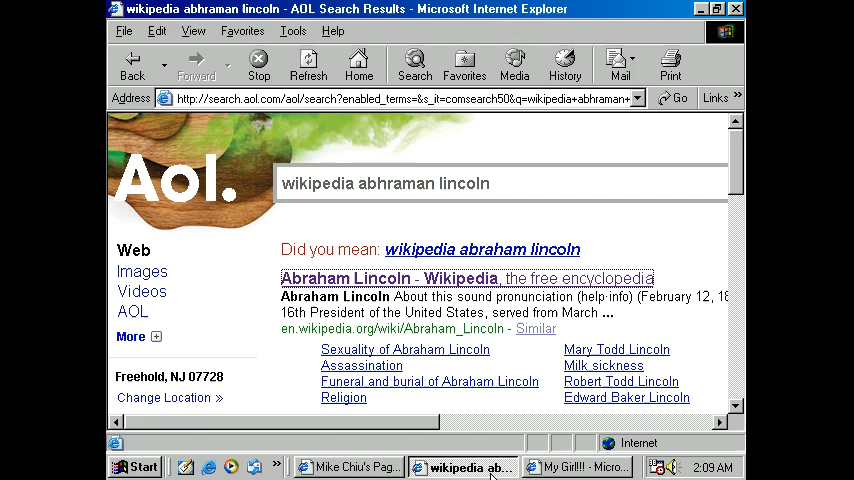 wikipedia abhraman lincoln - AOL Search Results - Microsoft Internet Explorer
File Edit View Favorites Tools Help
Back Forward Stop Refresh Home Search Favorites Media History Mail Print
Address http://search.aol.com/aol/search?enabled_terms=&s_it=comsearch50&q=wikipedia+abhraman+ Go Links »
Aol.
wikipedia abhraman lincoln
Web
Images
Videos
AOL
More
Freehold, NJ 07728
Change Location »
Did you mean: wikipedia abraham lincoln
Abraham Lincoln - Wikipedia, the free encyclopedia
Abraham Lincoln About this sound pronunciation (help·info) (February 12, 18
16th President of the United States, served from March ...
en.wikipedia.org/wiki/Abraham_Lincoln - Similar
Sexuality of Abraham Lincoln Mary Todd Lincoln
Assassination Milk sickness
Funeral and burial of Abraham Lincoln Robert Todd Lincoln
Religion Edward Baker Lincoln
Internet
Start » Mike Chiu's Pag... wikipedia ab... My Girl!!! - Micro... 2:09 AM